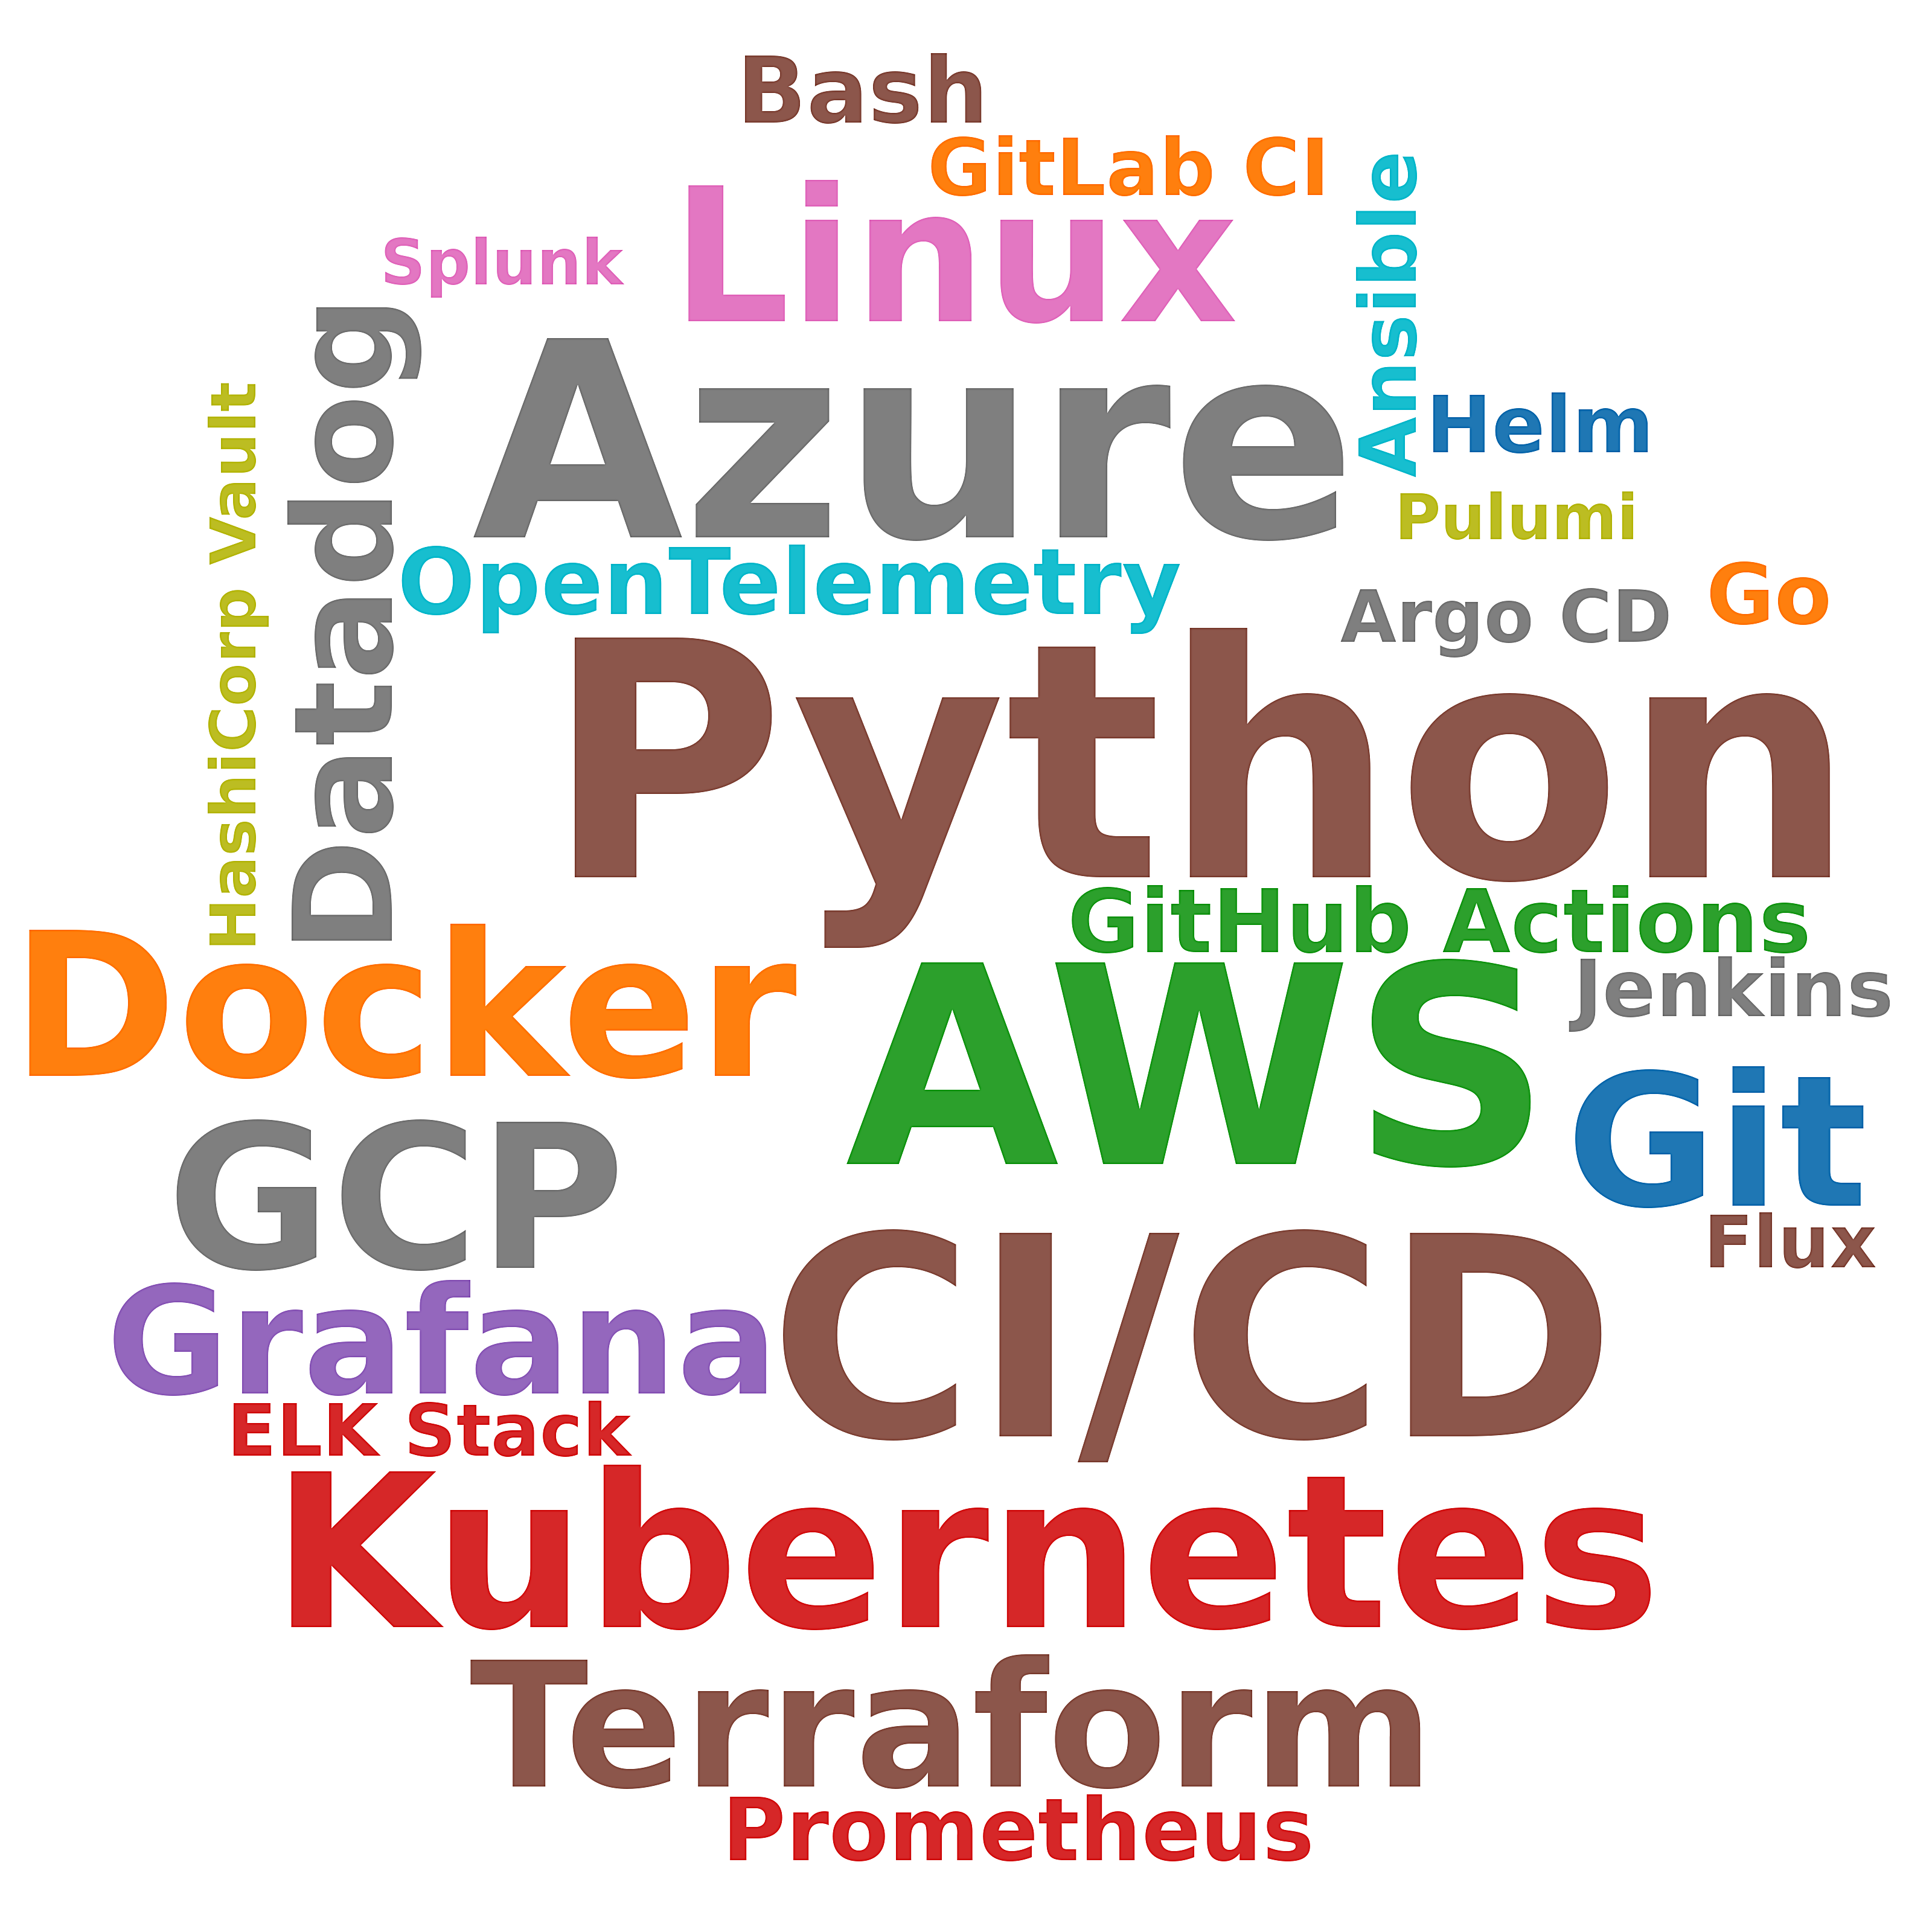 Bash
GitLab CI
Linux
Splunk
Ansible
Azure
Datadog
HashiCorp Vault
Helm
Pulumi
OpenTelemetry
Argo CD
Go
Python
GitHub Actions
Docker
AWS
Jenkins
Git
GCP
Flux
CI/CD
Grafana
ELK Stack
Kubernetes
Terraform
Prometheus